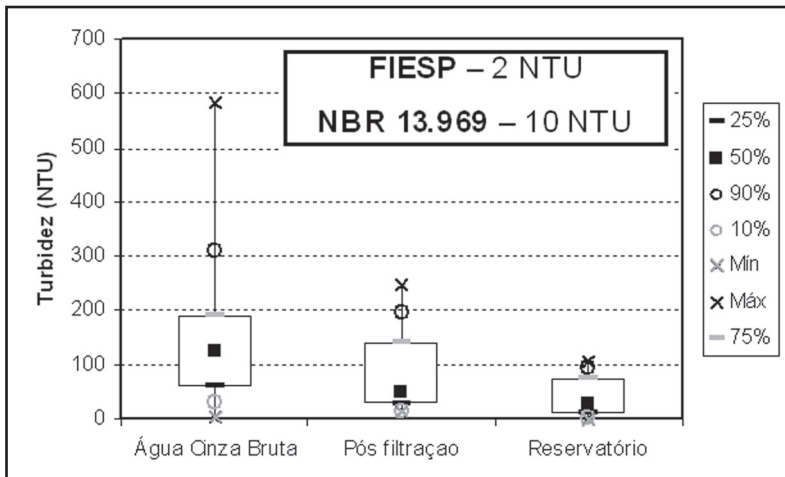 700
600
500
400
300
200
100
0
Turbidez (NTU)
FIESP – 2 NTU
NBR 13.969 – 10 NTU
Água Cinza Bruta
Pós filtraçao
Reservatório
25%
50%
90%
10%
Mín
Máx
75%